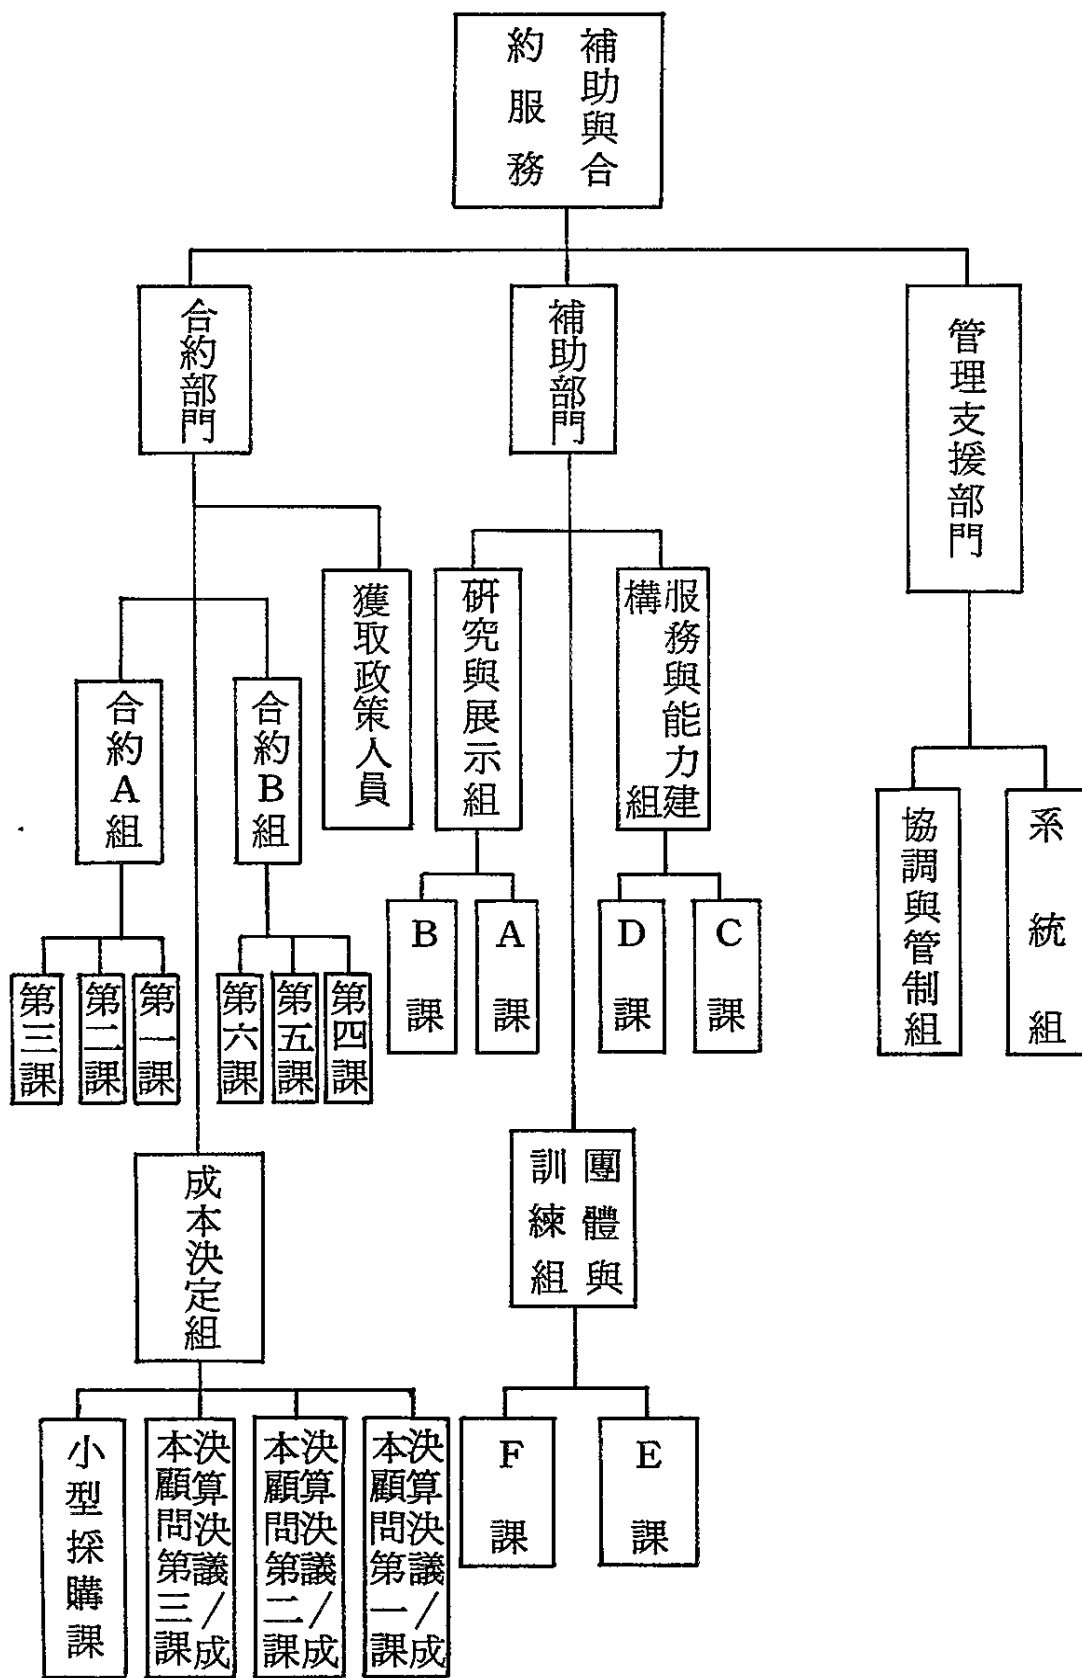 補助與合
約服務
管理支援部門
補助部門
合約部門
系統組
協調與管制組
服務與能力建
構組
研究與展示組
獲取政策人員
合約B組
合約A組
C課
D課
A課
B課
第四課
第五課
第六課
第一課
第二課
第三課
團體與
訓練組
成本決定組
E課
F課
決算決議/成
本顧問第一課
決算決議/成
本顧問第二課
決算決議/成
本顧問第三課
小型採購課